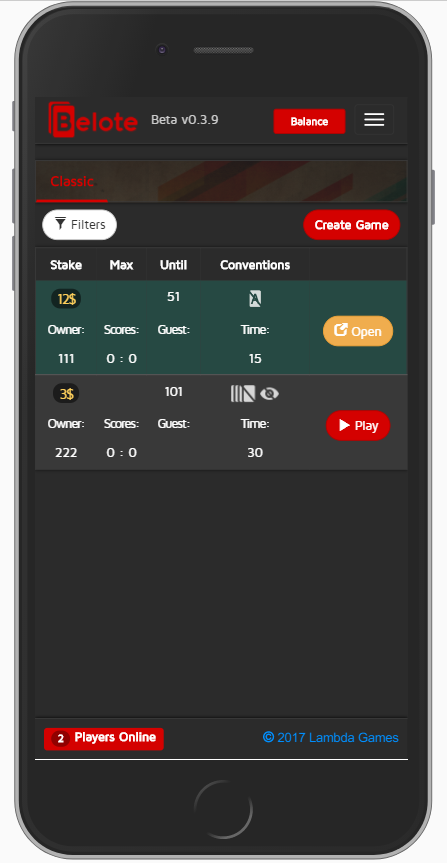 Belote Beta v0.3.9 Balance
Classic
Filters Create Game
Stake Max Until Conventions
12$ 51 A
Owner: Scores: Guest: Time:
Open
111 0 : 0 15
3$ 101
Owner: Scores: Guest: Time:
Play
222 0 : 0 30
2 Players Online © 2017 Lambda Games